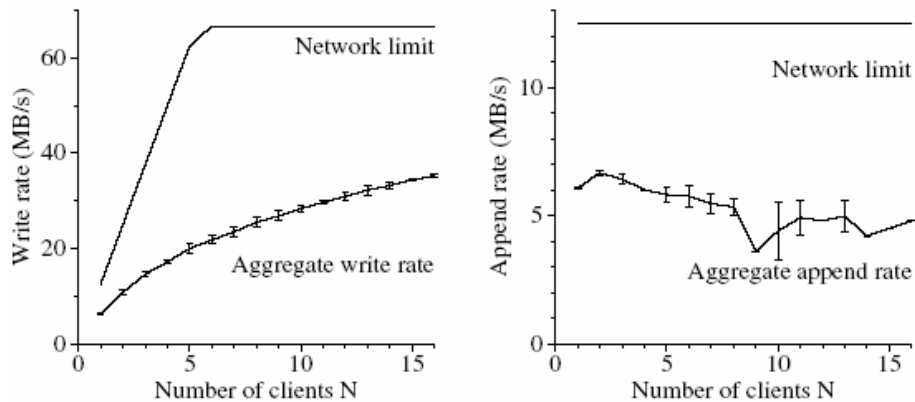 60
40
20
0
Write rate (MB/s)
Network limit
Aggregate write rate
0
5
10
15
Number of clients N
10
5
0
Append rate (MB/s)
Network limit
Aggregate append rate
0
5
10
15
Number of clients N